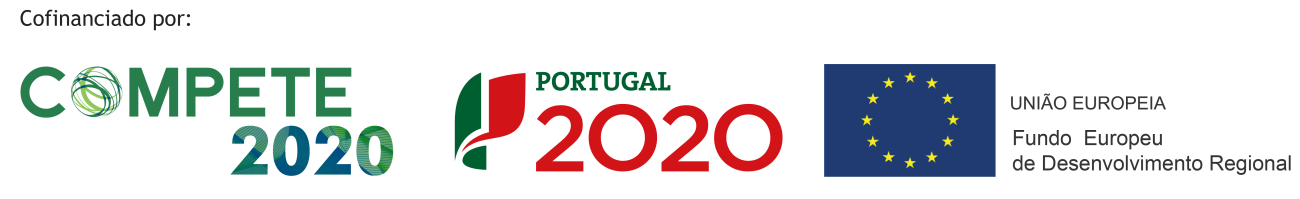 Cofinanciado por:
COMPETE
2020
PORTUGAL
2020
UNIÃO EUROPEIA
Fundo Europeu
de Desenvolvimento Regional